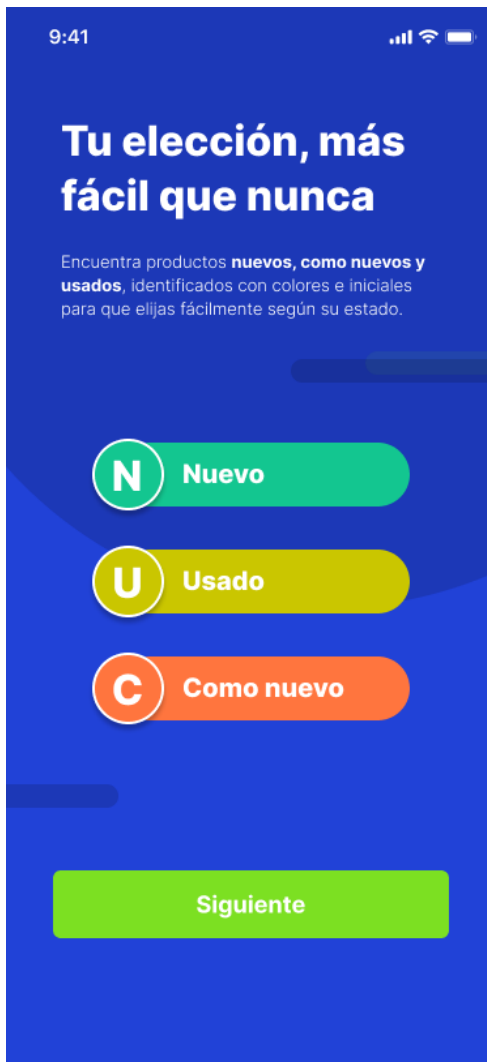 9:41
Tu elección, más
fácil que nunca
Encuentra productos nuevos, como nuevos y
usados, identificados con colores e iniciales
para que elijas fácilmente según su estado.
N Nuevo
U Usado
C Como nuevo
Siguiente